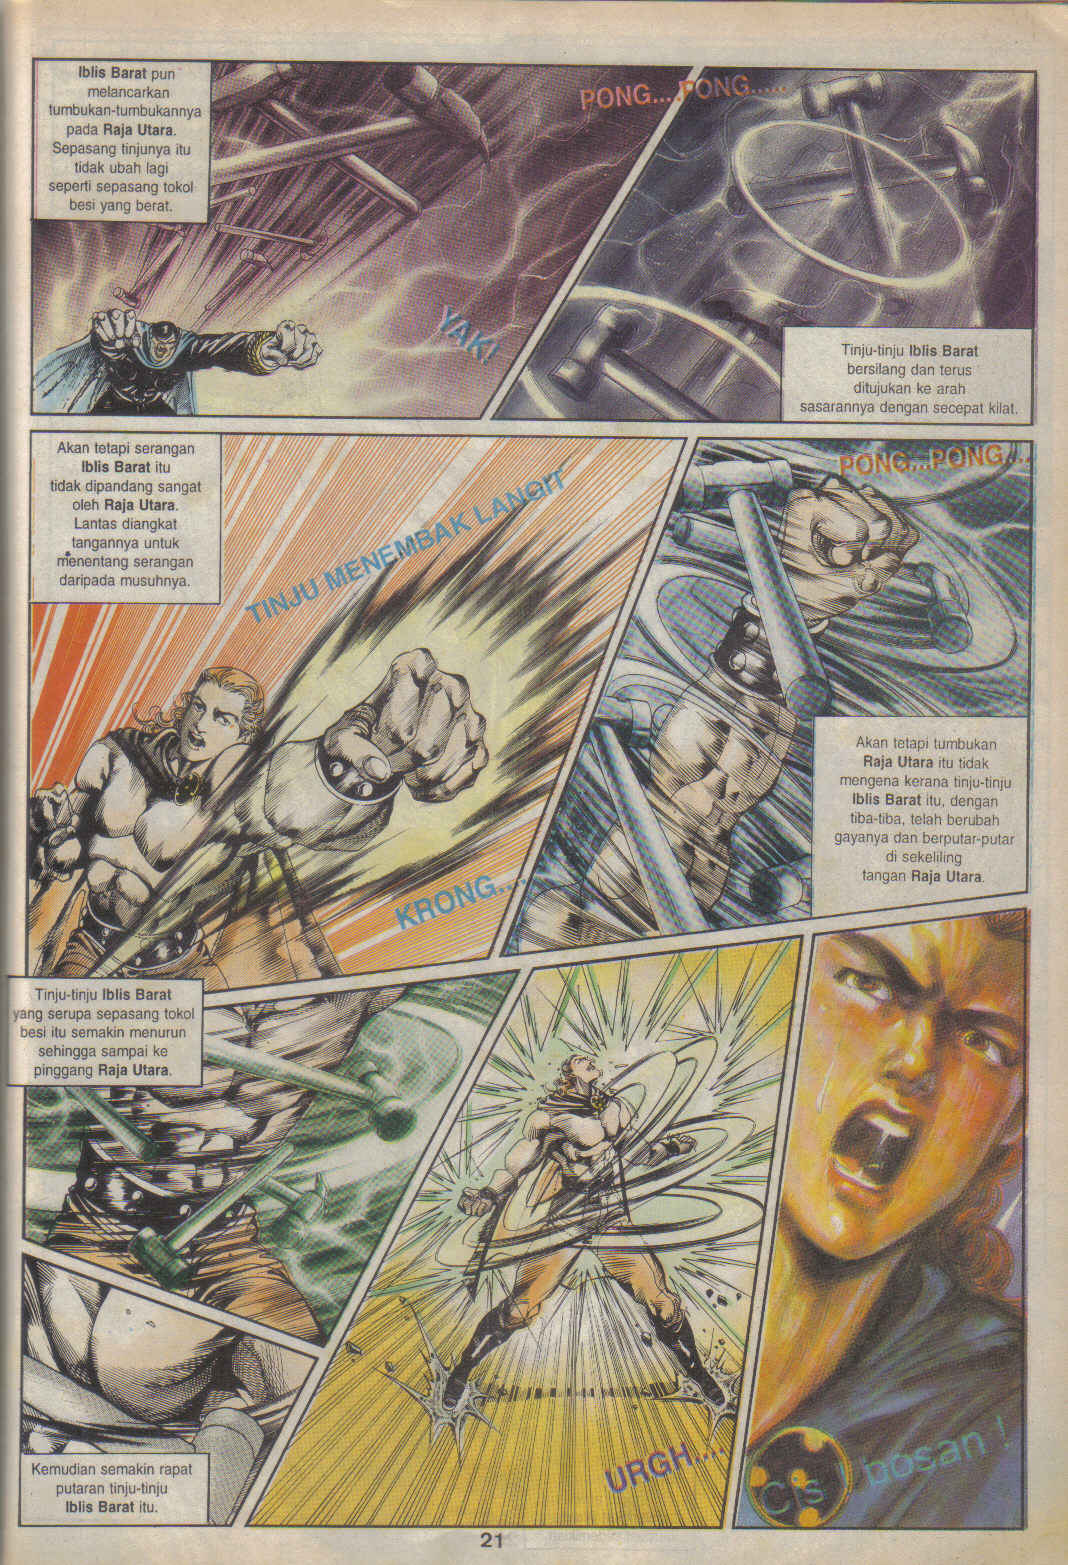 Iblis Barat pun
melancarkan
tumbukan-tumbukannya
pada Raja Utara.
Sepasang tinjunya itu
tidak ubah lagi
seperti sepasang tokol
besi yang berat.
YAKI
PONG....PONG.....
Tinju-tinju Iblis Barat
bersilang dan terus
ditujukan ke arah
sasarannya dengan secepat kilat.
Akan tetapi serangan
Iblis Barat itu
tidak dipandang sangat
oleh Raja Utara.
Lantas diangkat
tangannya untuk
menentang serangan
daripada musuhnya.
TINJU MENEMBAK LANGIT
KRONG....
PONG...PONG....
Akan tetapi tumbukan
Raja Utara itu tidak
mengena kerana tinju-tinju
Iblis Barat itu, dengan
tiba-tiba, telah berubah
gayanya dan berputar-putar
di sekeliling
tangan Raja Utara.
Tinju-tinju Iblis Barat
yang serupa sepasang tokol
besi itu semakin menurun
sehingga sampai ke
pinggang Raja Utara.
Kemudian semakin rapat
putaran tinju-tinju
Iblis Barat itu.
URGH....
Cis ! bosan !
21